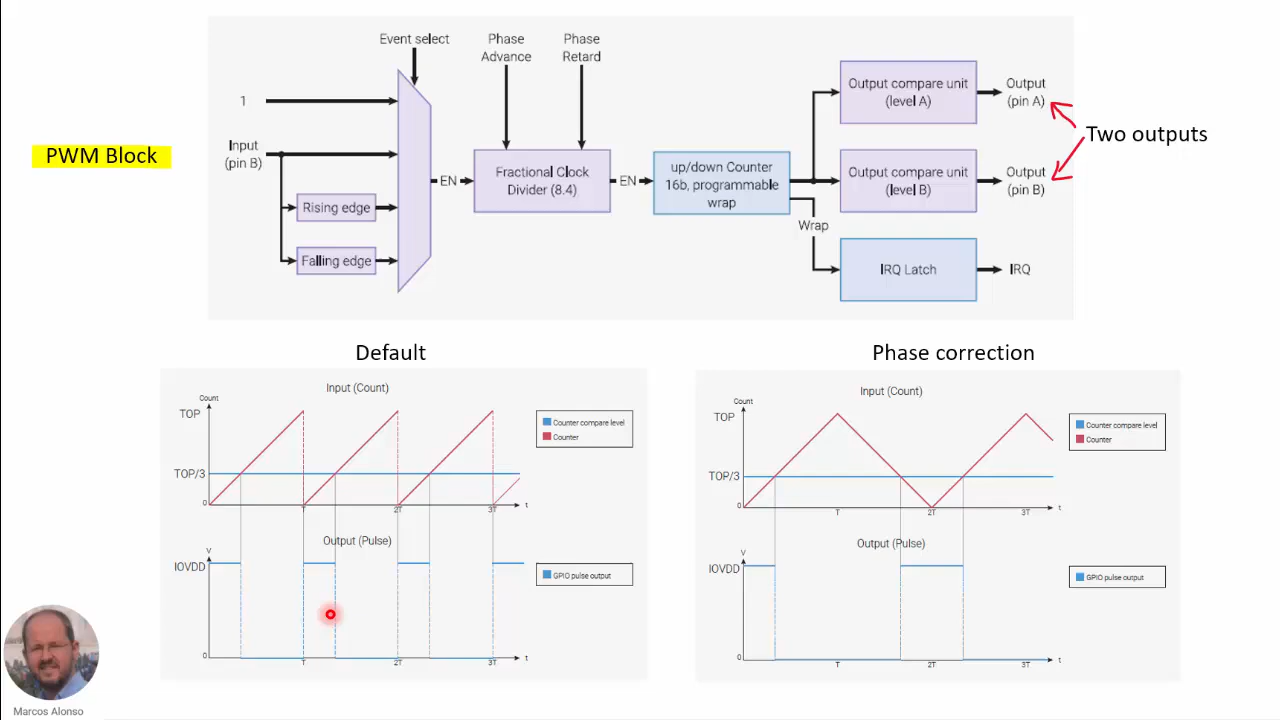 PWM Block
Event select
Phase
Advance
Phase
Retard
1
Input
(pin B)
Rising edge
Falling edge
EN
Fractional Clock
Divider (8.4)
EN
up/down Counter
16b, programmable
wrap
Wrap
Output compare unit
(level A)
Output
(pin A)
Output compare unit
(level B)
Output
(pin B)
IRQ Latch
IRQ
Two outputs
Default
Input (Count)
Count
TOP
TOP/3
0
T
2T
3T
t
Counter compare level
Counter
Output (Pulse)
V
IOVDD
0
T
2T
3T
t
GPIO pulse output
Phase correction
Input (Count)
Count
TOP
TOP/3
0
T
2T
3T
t
Counter compare level
Counter
Output (Pulse)
V
IOVDD
0
T
2T
3T
t
GPIO pulse output
Marcos Alonso